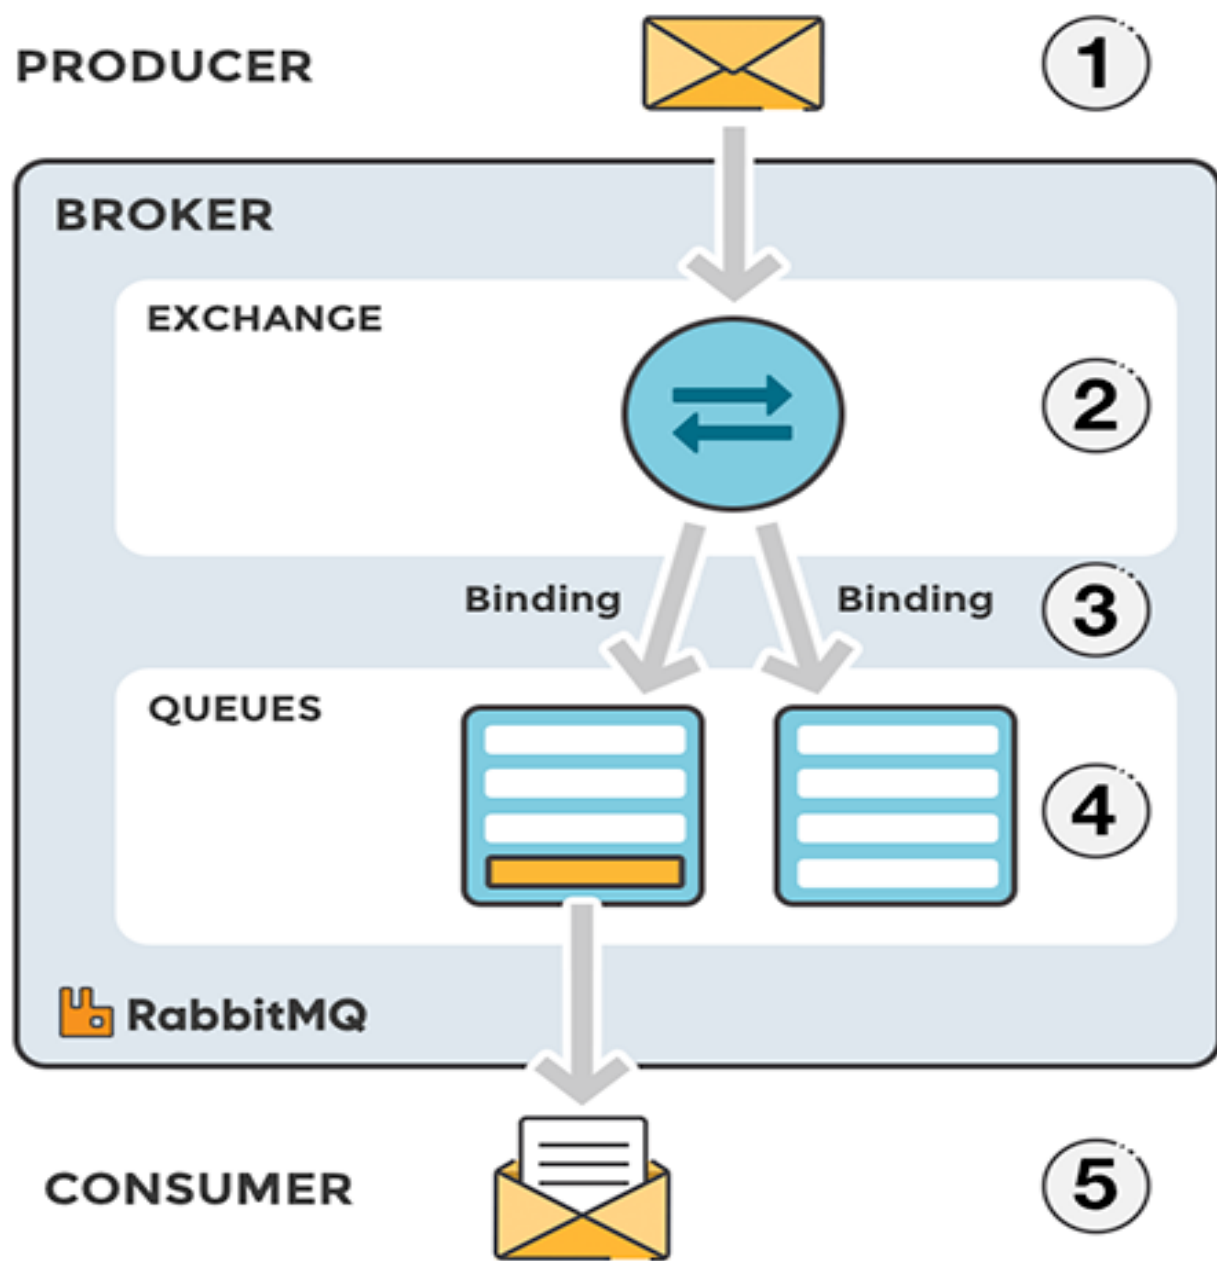 PRODUCER 1
BROKER
EXCHANGE
2
Binding Binding 3
QUEUES
4
RabbitMQ
CONSUMER 5